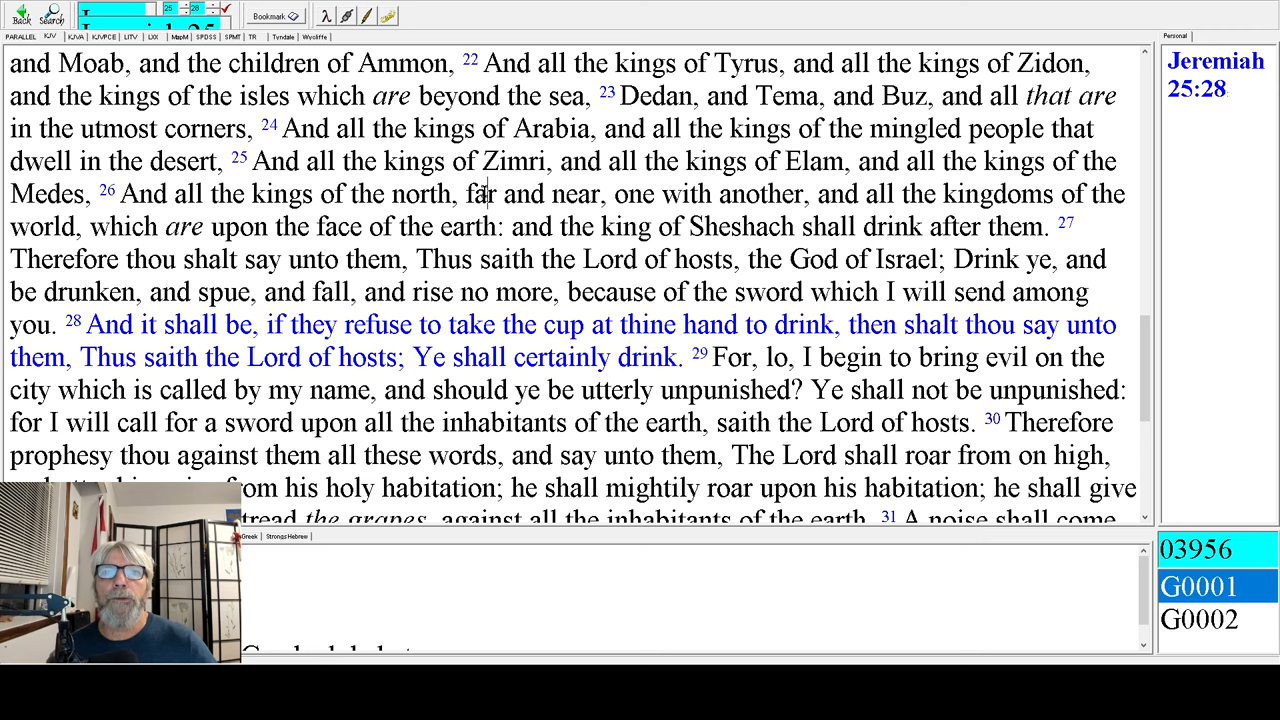 Back Search 25 28 Bookmark λ
PARALLEL KJV KJVA KJVPCE LITV LXX MapM SPDSS SPMT TR Tyndale Wycliffe Personal
and Moab, and the children of Ammon, 22 And all the kings of Tyrus, and all the kings of Zidon,
and the kings of the isles which are beyond the sea, 23 Dedan, and Tema, and Buz, and all that are
in the utmost corners, 24 And all the kings of Arabia, and all the kings of the mingled people that
dwell in the desert, 25 And all the kings of Zimri, and all the kings of Elam, and all the kings of the
Medes, 26 And all the kings of the north, far and near, one with another, and all the kingdoms of the
world, which are upon the face of the earth: and the king of Sheshach shall drink after them. 27
Therefore thou shalt say unto them, Thus saith the Lord of hosts, the God of Israel; Drink ye, and
be drunken, and spue, and fall, and rise no more, because of the sword which I will send among
you. 28 And it shall be, if they refuse to take the cup at thine hand to drink, then shalt thou say unto
them, Thus saith the Lord of hosts; Ye shall certainly drink. 29 For, lo, I begin to bring evil on the
city which is called by my name, and should ye be utterly unpunished? Ye shall not be unpunished:
for I will call for a sword upon all the inhabitants of the earth, saith the Lord of hosts. 30 Therefore
prophesy thou against them all these words, and say unto them, The Lord shall roar from on high,
from his holy habitation; he shall mightily roar upon his habitation; he shall give
tread the grapes, against all the inhabitants of the earth. 31 A noise shall come
Greek Strongs Hebrew
Jeremiah
25:28
03956
G0001
G0002